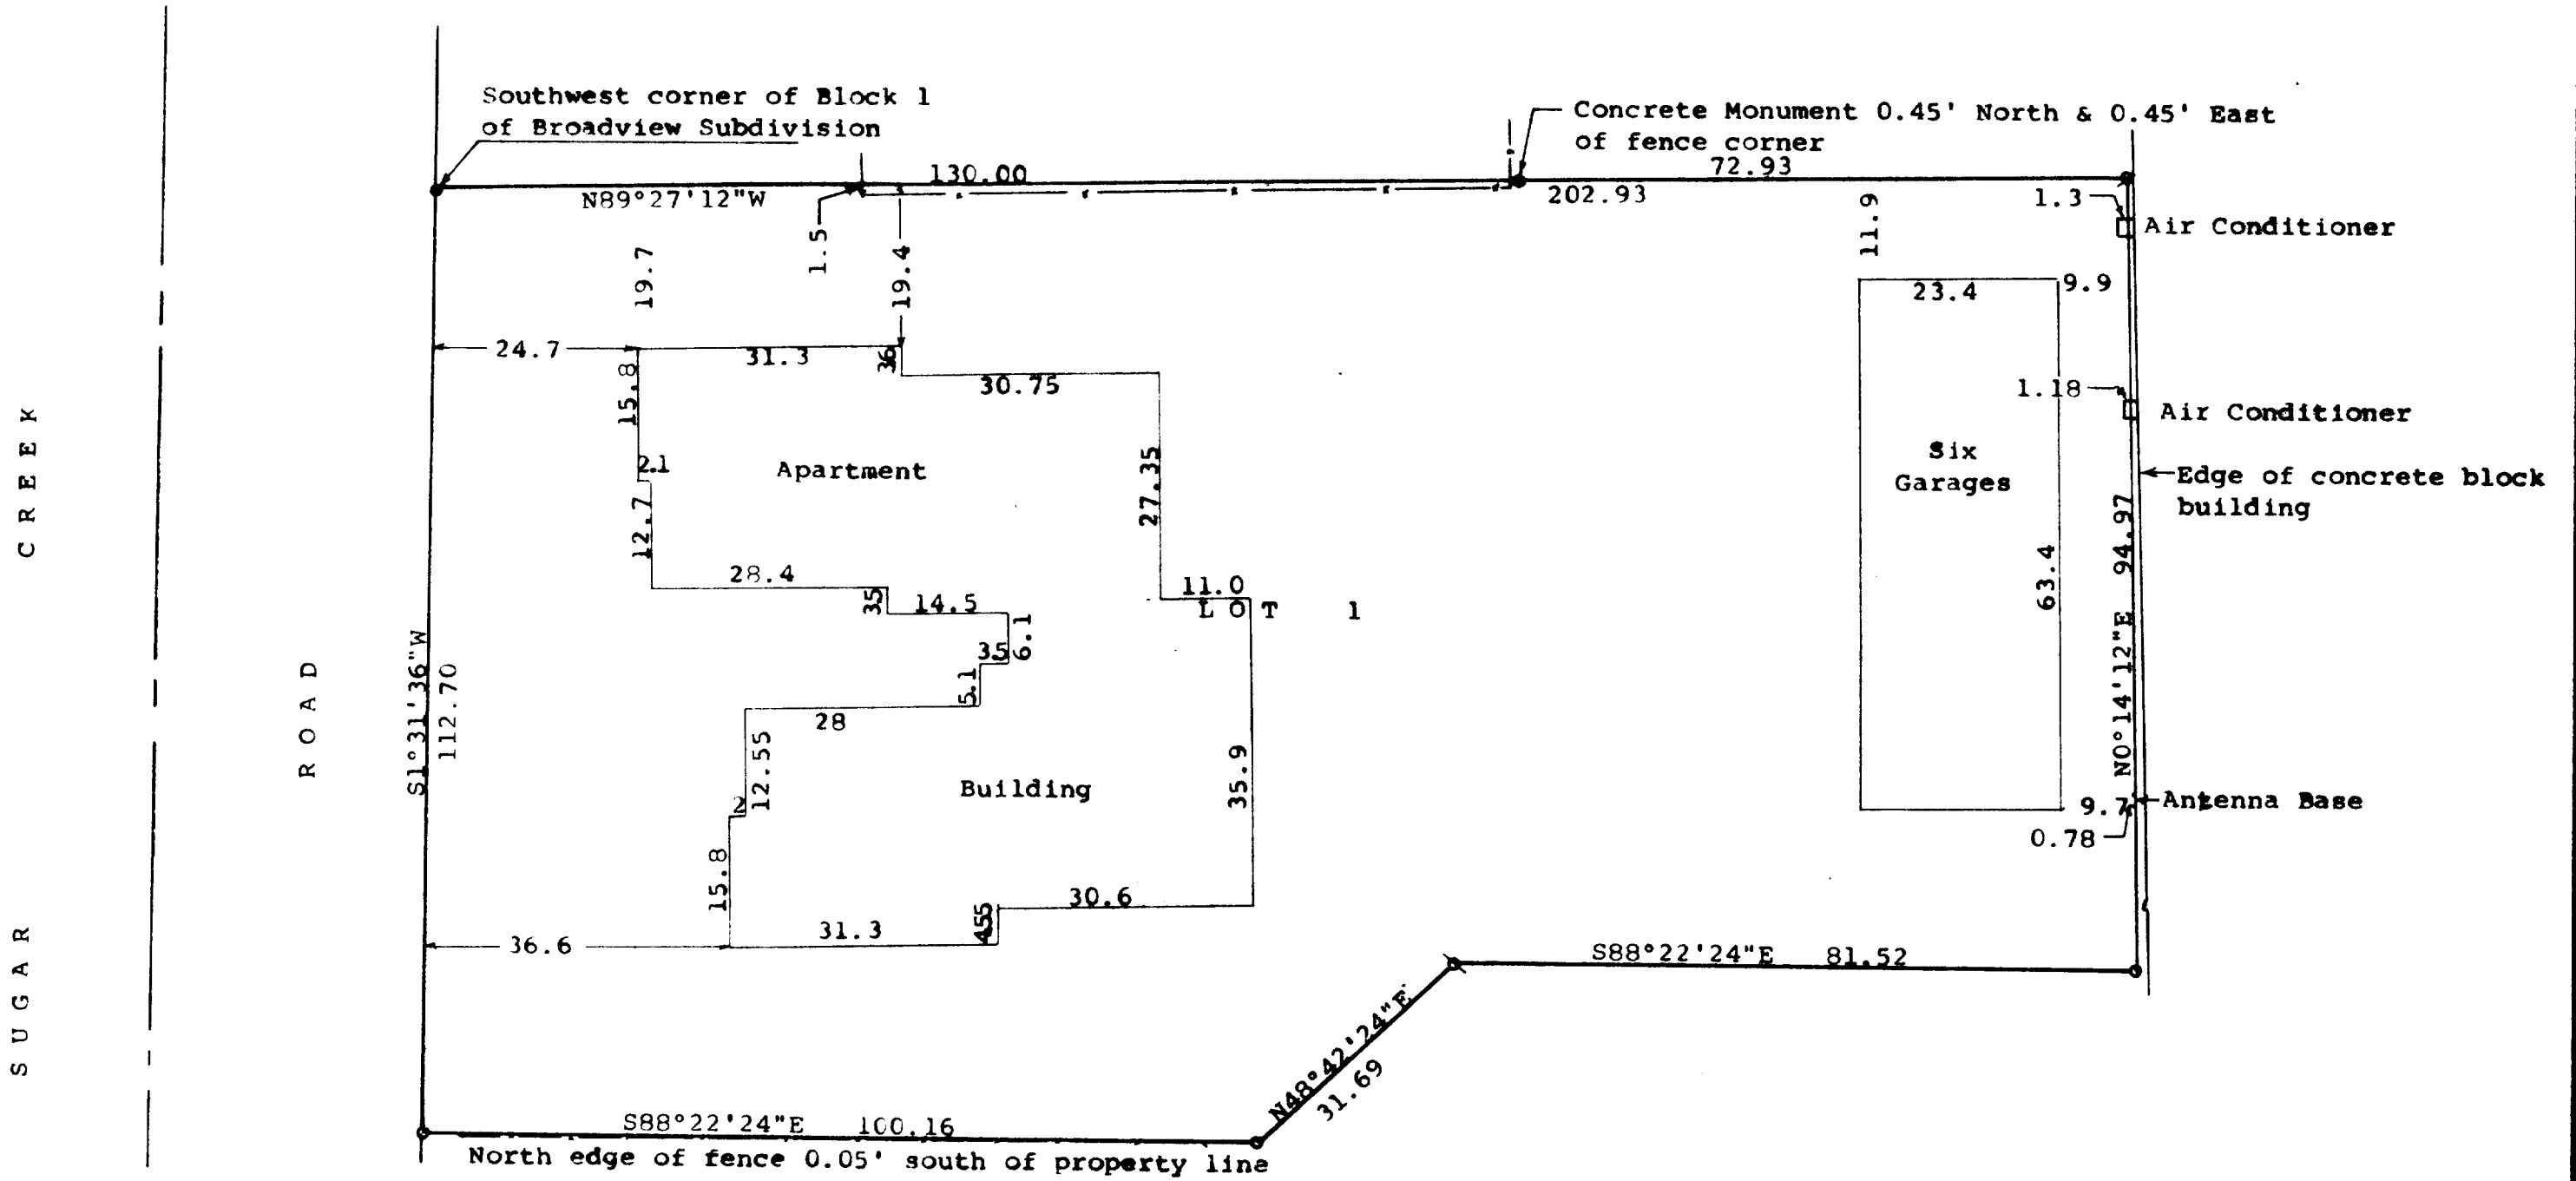 Southwest corner of Block 1
of Broadview Subdivision
Concrete Monument 0.45' North & 0.45' East
of fence corner
130.00
72.93
N89°27'12"W
202.93
1.3
Air Conditioner
19.7
1.5
19.4
11.9
23.4
9.9
24.7
31.3
36
30.75
15.8
1.18
Air Conditioner
2.1
Apartment
27.35
Six
Garages
Edge of concrete block
building
12.7
28.4
35
14.5
11.0
LOT 1
6.1
35
5.1
63.4
N0°14'12"E 94.97
S1°31'36"W
112.70
28
12.55
Building
35.9
2
9.7
Antenna Base
0.78
15.8
30.6
31.3
455
36.6
S88°22'24"E 81.52
N48°42'24"E
31.69
S88°22'24"E 100.16
North edge of fence 0.05' south of property line
SUGAR CREEK
ROAD